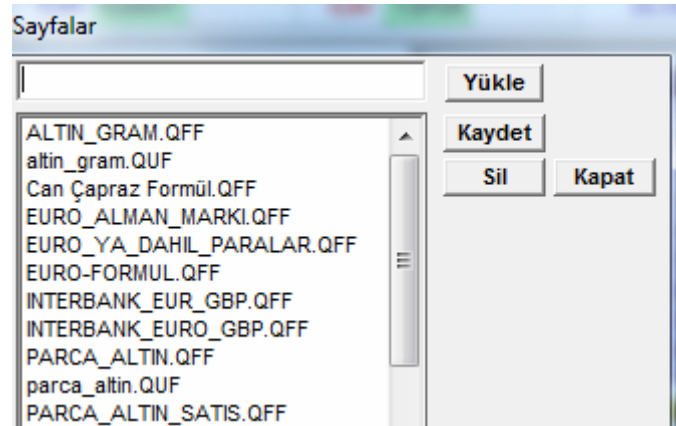 Sayfalar
Yükle
Kaydet
Sil
Kapat
ALTIN_GRAM.QFF
altin_gram.QUF
Can Çapraz Formül.QFF
EURO_ALMAN_MARKI.QFF
EURO_YA_DAHIL_PARALAR.QFF
EURO-FORMUL.QFF
INTERBANK_EUR_GBP.QFF
INTERBANK_EURO_GBP.QFF
PARCA_ALTIN.QFF
parca_altin.QUF
PARCA_ALTIN_SATIS.QFF